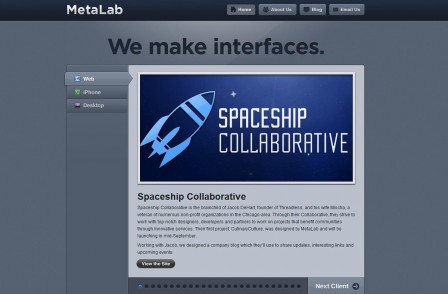 MetaLab
Home
About Us
Blog
Email Us
We make interfaces.
Web
iPhone
Desktop
SPACESHIP
COLLABORATIVE
Spaceship Collaborative
Spaceship Collaborative is the brainchild of Jacob DeHart, founder of Threadless, and his wife a
veteran of numerous non-profit organizations in the Chicago area. Through their Collaborative, they strive to
work with top-notch designers, developers and partners to work on projects that benefit communities
through innovative services. Their first project, CulinaryCulture, was designed by MetaLab and will be
launching in mid-September.
Working with Jacob, we designed a company blog which they'll use to share updates, interesting links and
upcoming events.
View the Site
Next Client